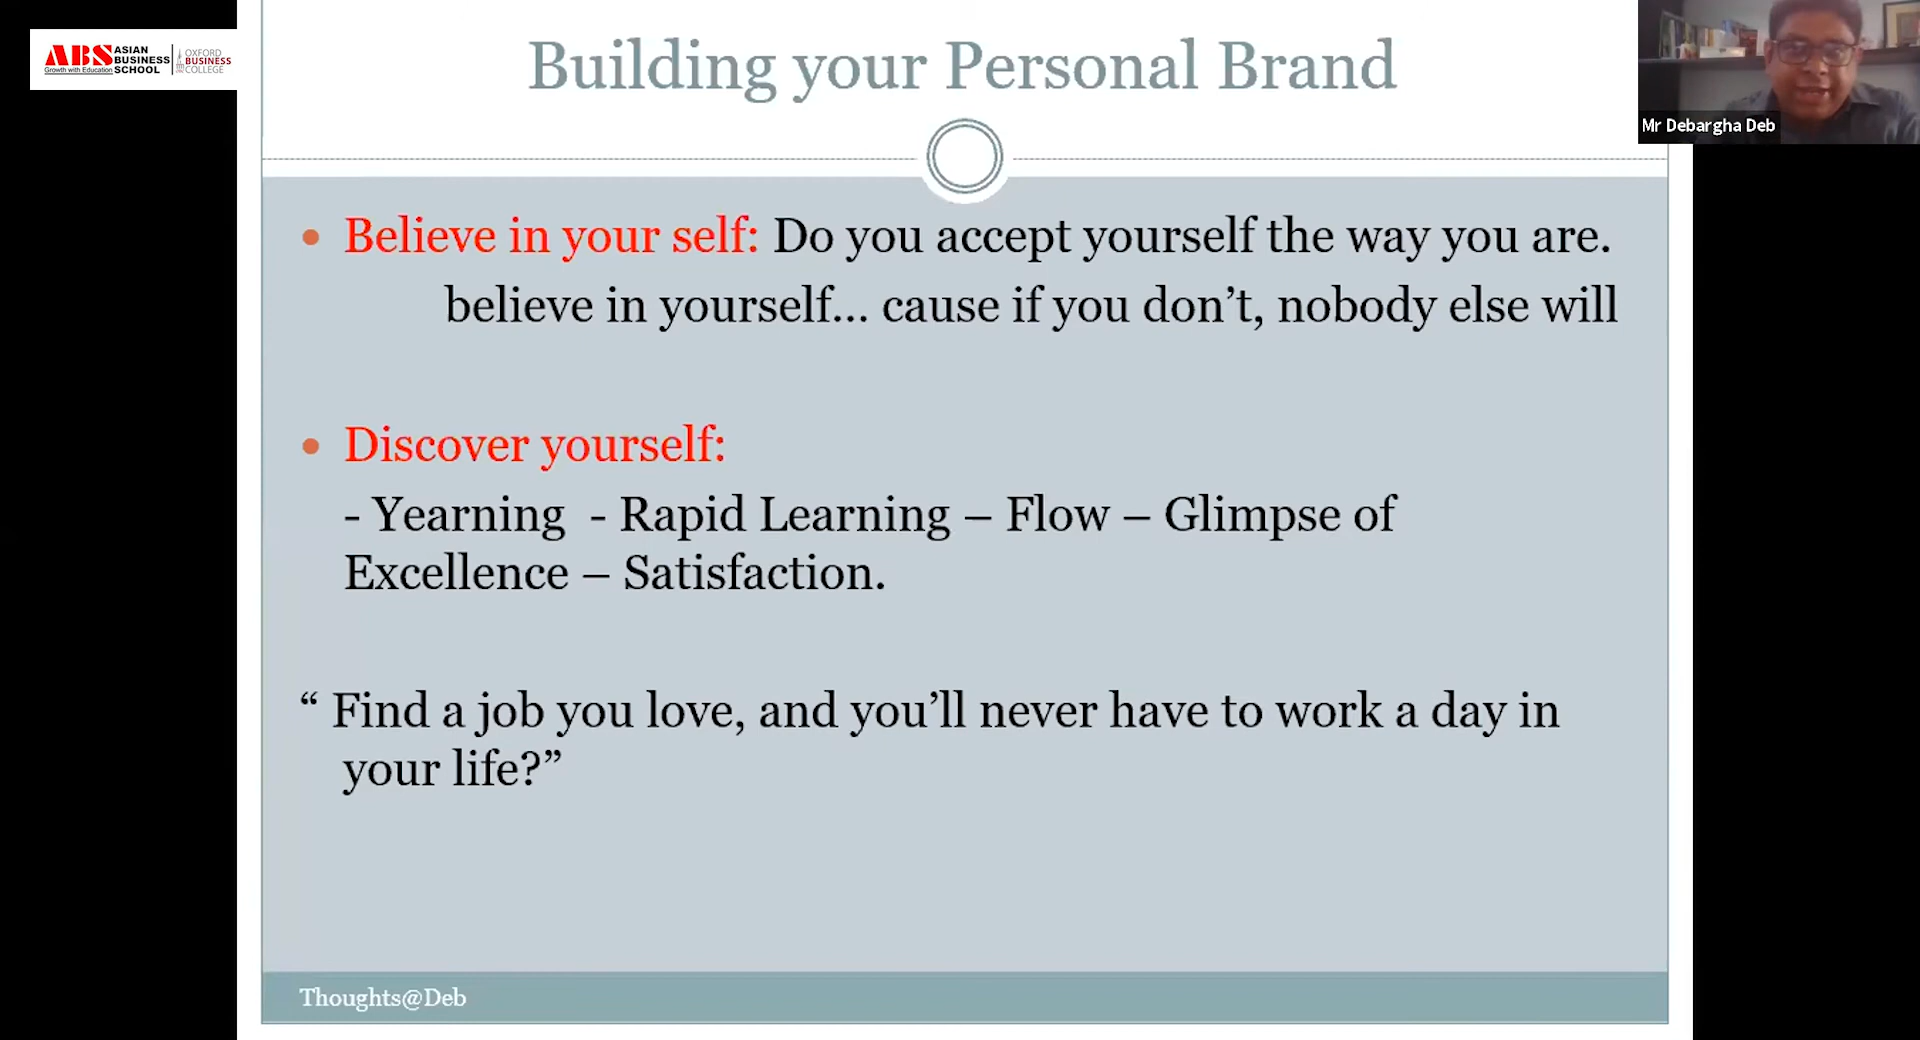 ABS ASIAN BUSINESS SCHOOL
Growth with Education
OXFORD BUSINESS COLLEGE
Building your Personal Brand
Mr Debargha Deb
• Believe in your self: Do you accept yourself the way you are.
believe in yourself... cause if you don’t, nobody else will
• Discover yourself:
- Yearning - Rapid Learning – Flow – Glimpse of
Excellence – Satisfaction.
“ Find a job you love, and you’ll never have to work a day in
your life?”
Thoughts@Deb